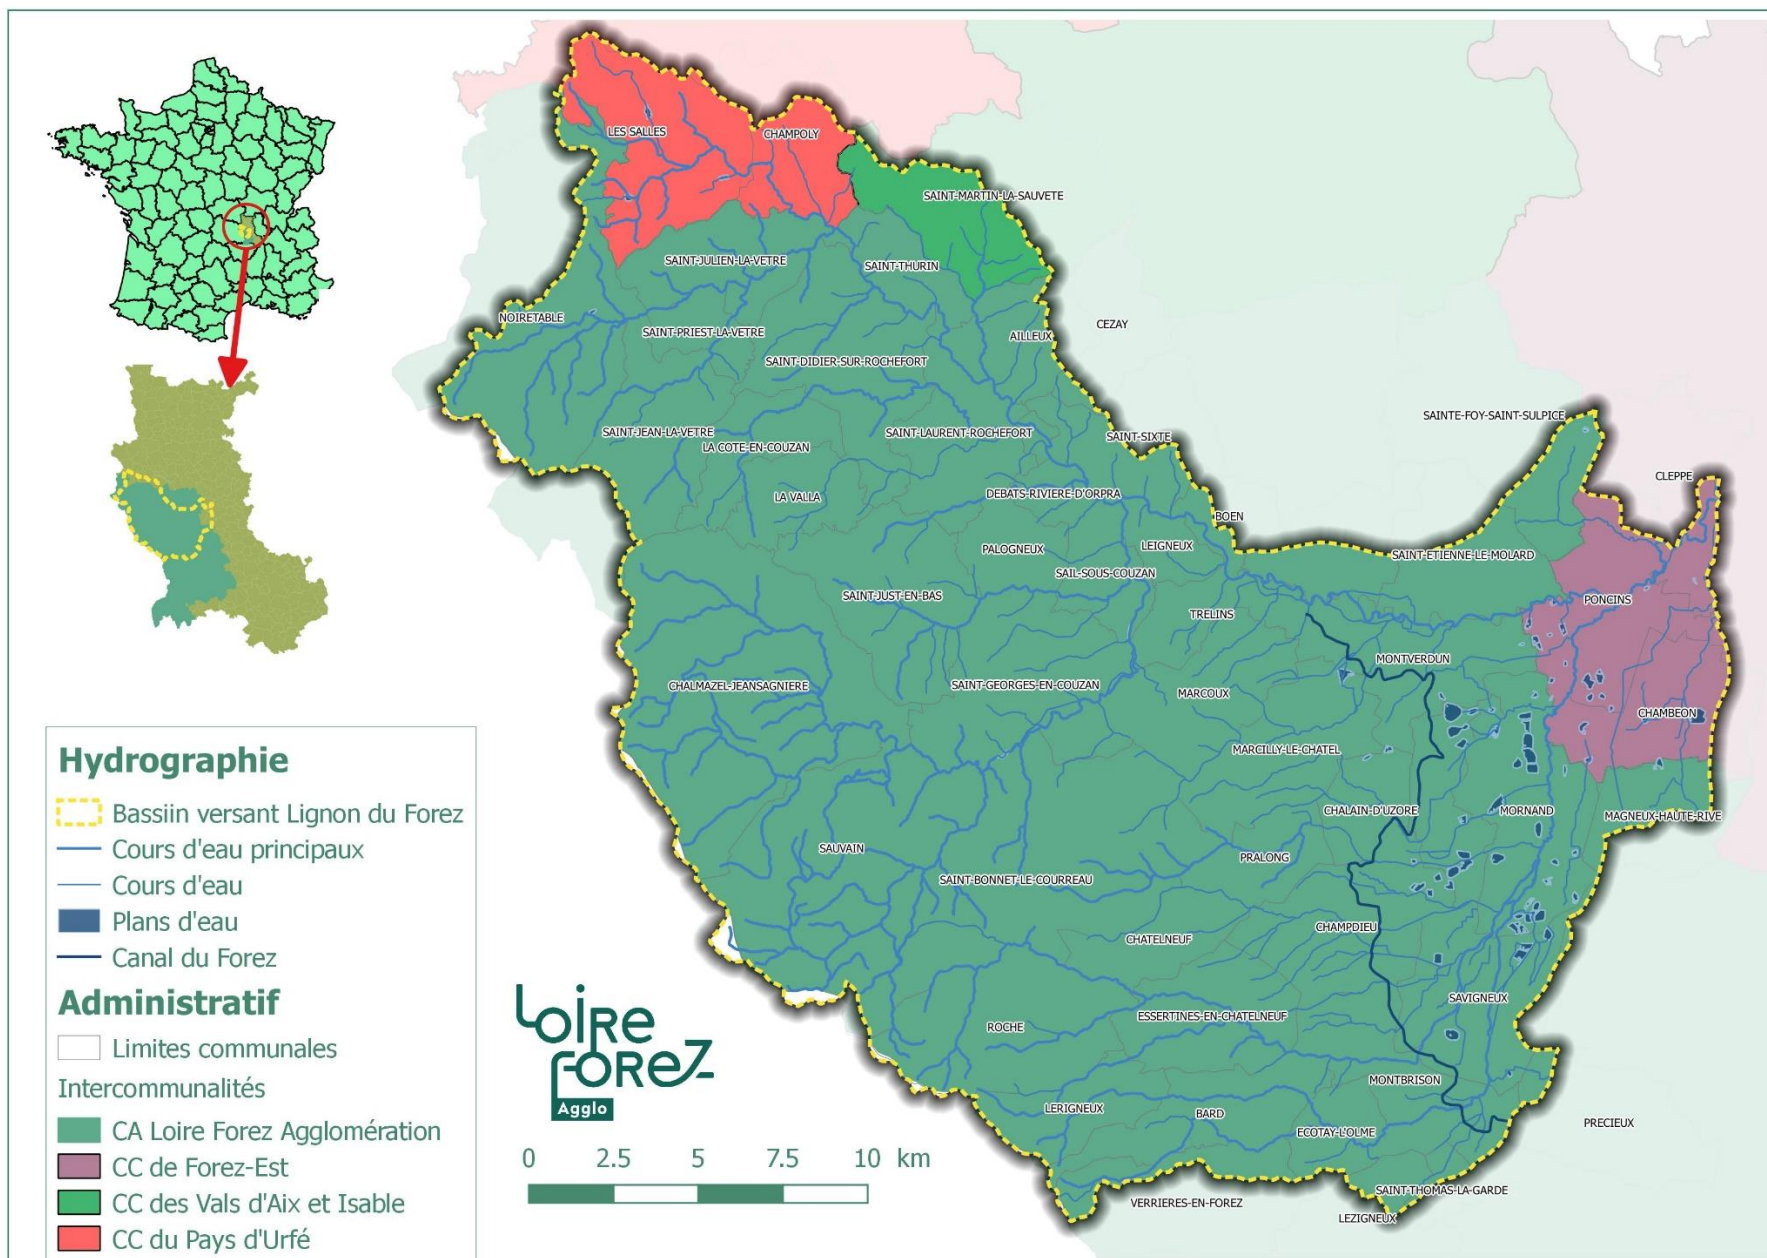 LES SALLES
CHAMPOLY
SAINT-MARTIN-LA-SAUVETE
SAINT-JULIEN-LA-VETRE
SAINT-THURIN
NOIRETABLE
SAINT-PRIEST-LA-VETRE
CEZAY
AILLEUX
SAINT-DIDIER-SUR-ROCHEFORT
SAINTE-FOY-SAINT-SULPICE
SAINT-JEAN-LA-VETRE
LA COTE-EN-COUZAN
SAINT-LAURENT-ROCHEFORT
SAINT-SIXTE
CLEPPE
LA VALLA
DEBATS-RIVIERE-D'ORPRA
BOEN
PALOGNEUX
LEIGNEUX
SAINT-ETIENNE-LE-MOLARD
SAIL-SOUS-COUZAN
SAINT-JUST-EN-BAS
TRELINS
PONCINS
MONTVERDUN
CHALMAZEL-JEANSAGNIERE
SAINT-GEORGES-EN-COUZAN
MARCOUX
CHAMBEON
MARCILLY-LE-CHATEL
CHALAIN-D'UZORE
MORNAND
MAGNEUX-HAUTE-RIVE
SAUVAIN
PRALONG
SAINT-BONNET-LE-COURREAU
CHATELNEUF
CHAMPDIEU
SAVIGNEUX
ROCHE
ESSERTINES-EN-CHATELNEUF
MONTBRISON
LERIGNEUX
BARD
ECOTAY-L'OLME
PRECIEUX
SAINT-THOMAS-LA-GARDE
VERRIERES-EN-FOREZ
LEZIGNEUX
Hydrographie
Bassiin versant Lignon du Forez
Cours d'eau principaux
Cours d'eau
Plans d'eau
Canal du Forez
Administratif
Limites communales
Intercommunalités
CA Loire Forez Agglomération
CC de Forez-Est
CC des Vals d'Aix et Isable
CC du Pays d'Urfé
LOIRE
FOREZ
Agglo
0 2.5 5 7.5 10 km